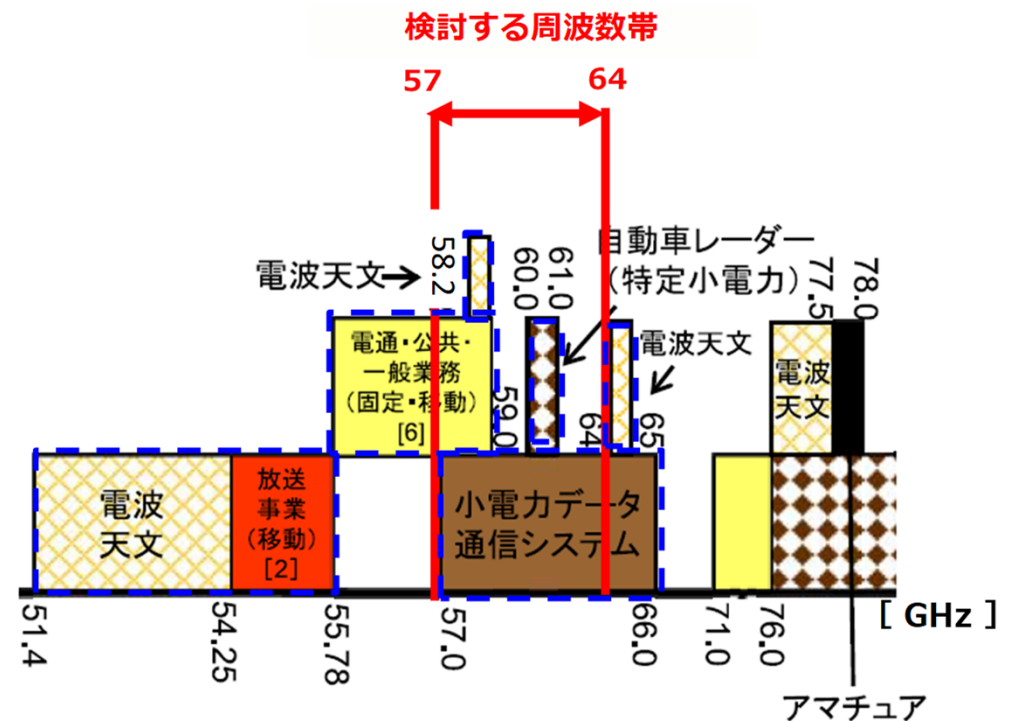 検討する周波数帯
57
64
電波天文
58.2
60.0
61.0
自動車レーダー
(特定小電力)
77.5
78.0
電通・公共・
一般業務
(固定・移動)
[6]
59.0
64
電波天文
65
電波
天文
電波
天文
放送
事業
(移動)
[2]
小電力データ
通信システム
[ GHz ]
51.4
54.25
55.78
57.0
66.0
71.0
76.0
アマチュア